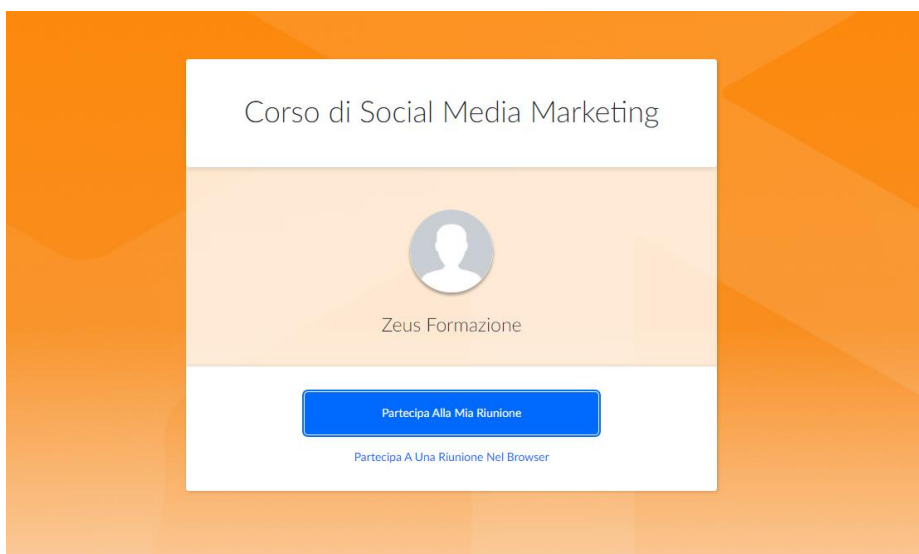 Corso di Social Media Marketing
Zeus Formazione
Partecipa Alla Mia Riunione
Partecipa A Una Riunione Nel Browser